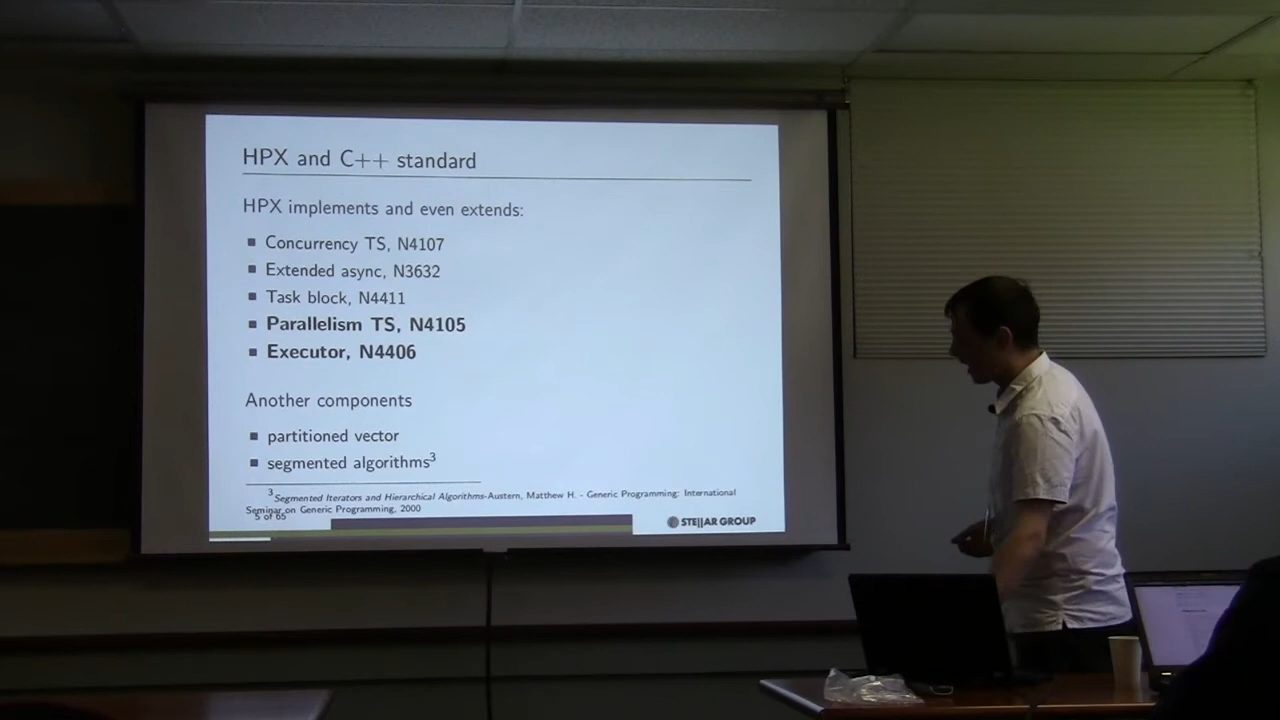 HPX and C++ standard
HPX implements and even extends:
■ Concurrency TS, N4107
■ Extended async, N3632
■ Task block, N4411
■ Parallelism TS, N4105
■ Executor, N4406
Another components
■ partitioned vector
■ segmented algorithms³
³Segmented Iterators and Hierarchical Algorithms-Austern, Matthew H. - Generic Programming: International
Seminar on Generic Programming, 2000
5 of 65
STE||AR GROUP